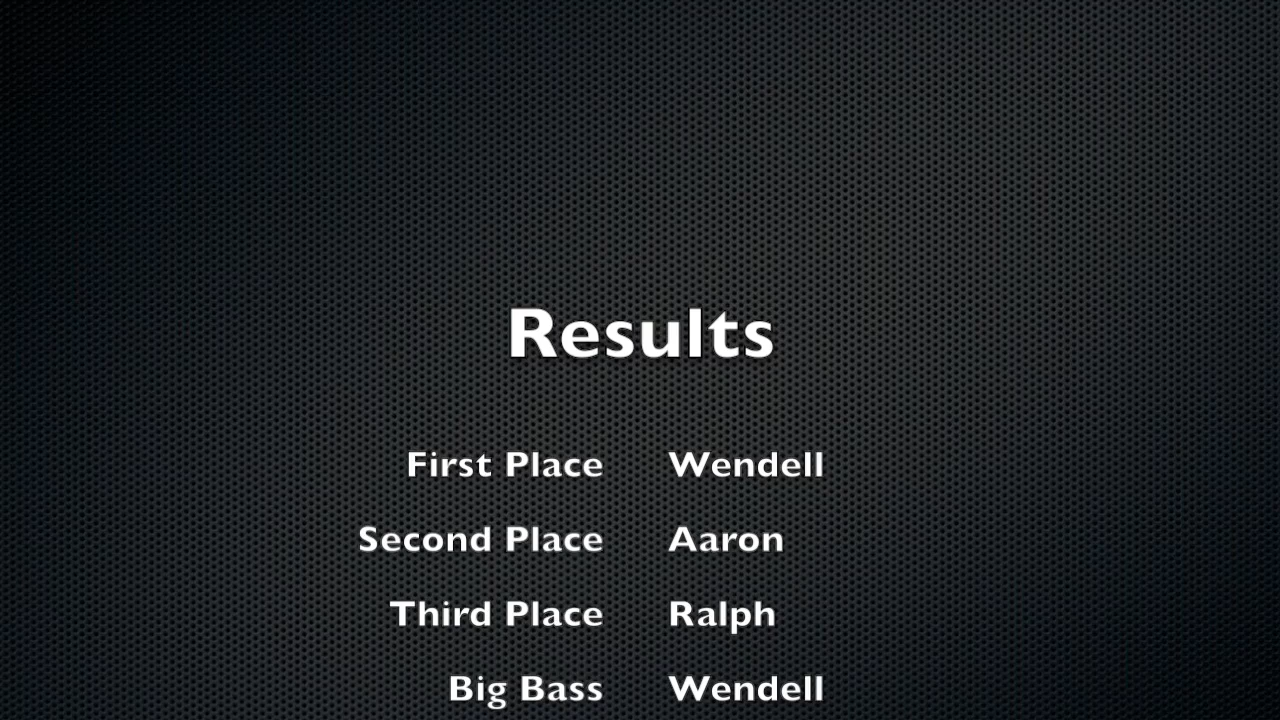 Results
First Place Wendell
Second Place Aaron
Third Place Ralph
Big Bass Wendell